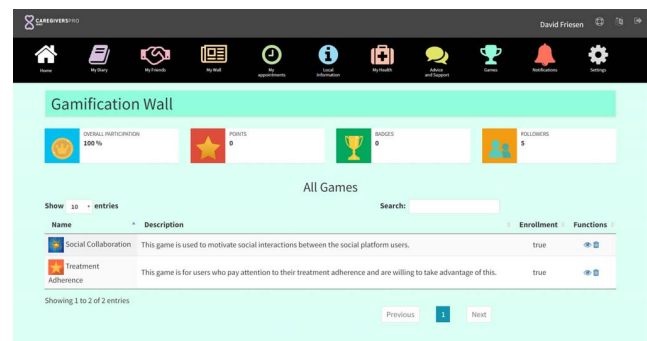 CAREGIVERSPRO
MMD
David Friesen
Home
My Diary
My Friends
My Wall
My appointments
Local Information
My Health
Advice and Support
Games
Notifications
Settings
Gamification Wall
OVERALL PARTICIPATION
100 %
POINTS
0
BADGES
0
FOLLOWERS
5
All Games
Show 10 entries
Search:
Name Description Enrollment Functions
Social Collaboration This game is used to motivate social interactions between the social platform users. true
Treatment Adherence This game is for users who pay attention to their treatment adherence and are willing to take advantage of this. true
Showing 1 to 2 of 2 entries
Previous 1 Next